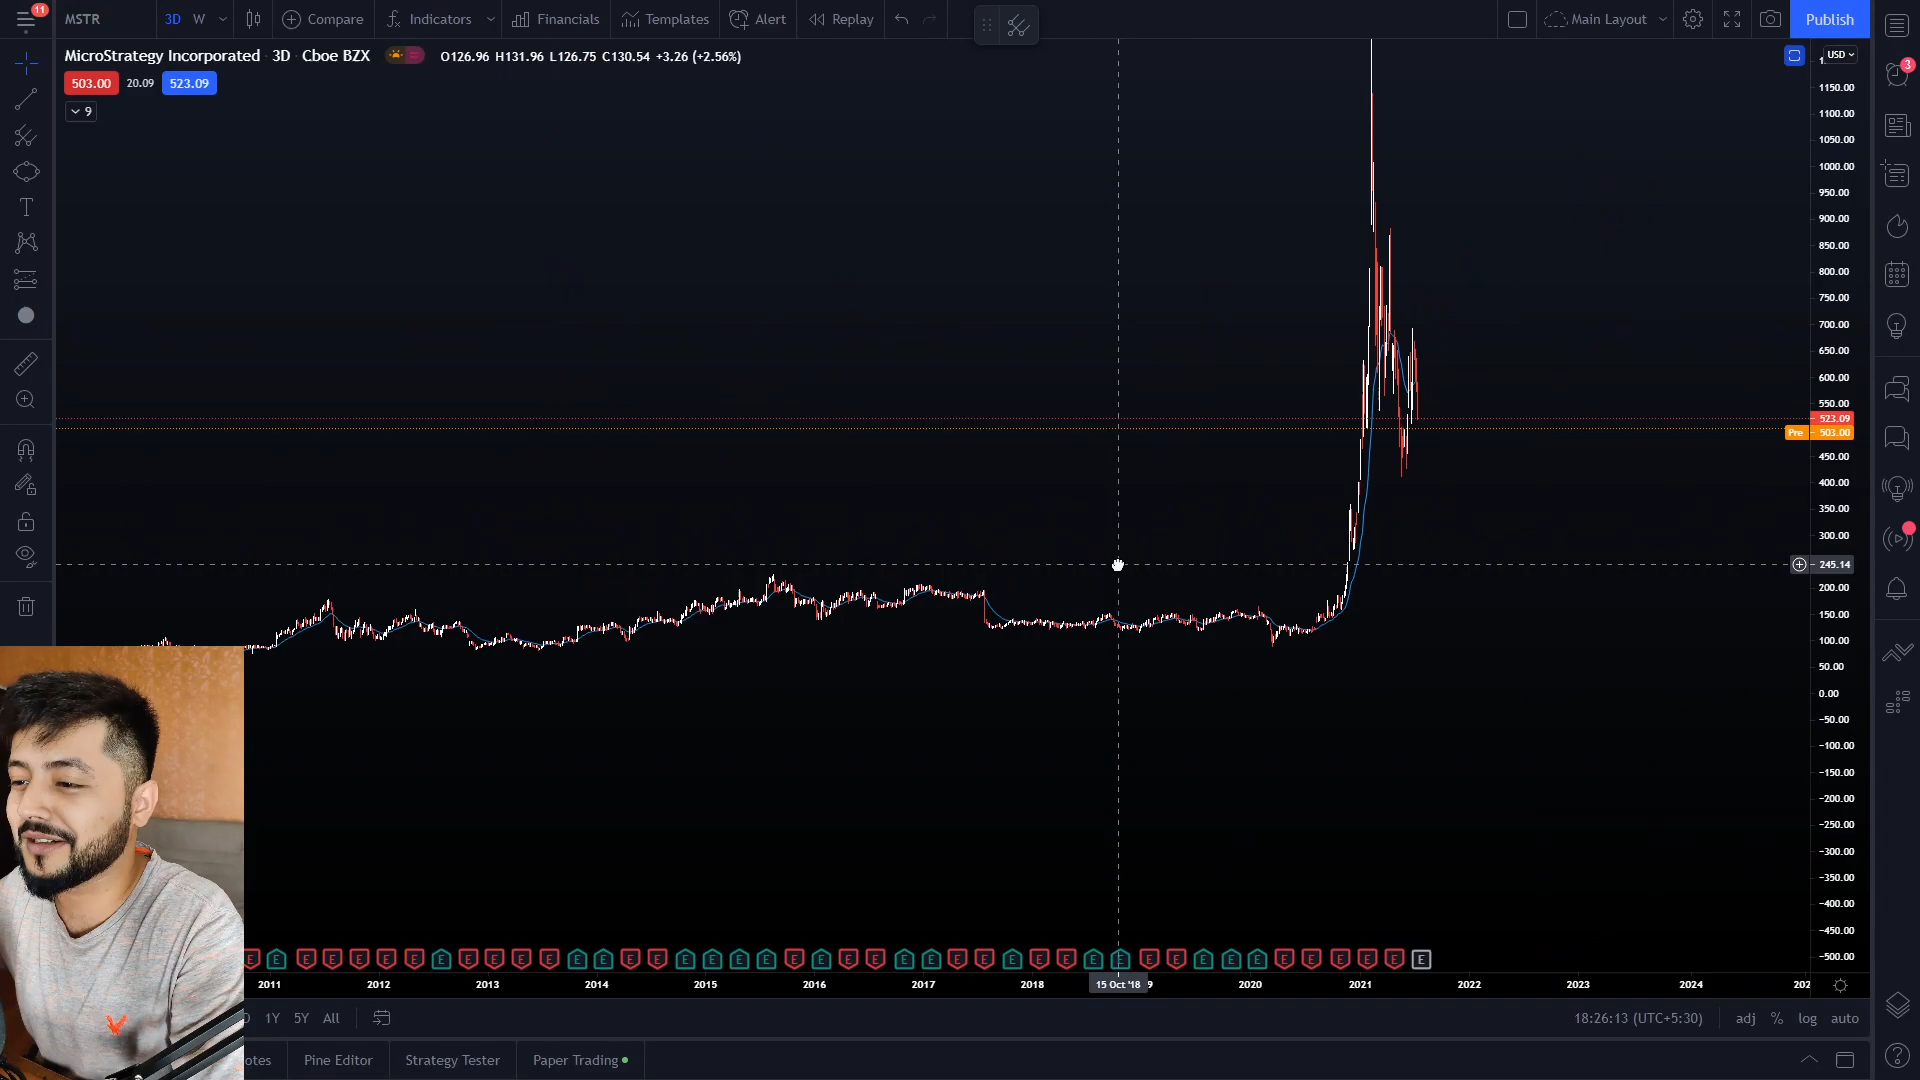 11
MSTR
3D
W
Compare
Indicators
Financials
Templates
Alert
Replay
Main Layout
Publish
MicroStrategy Incorporated 3D Cboe BZX
O126.96 H131.96 L126.75 C130.54 +3.26 (+2.56%)
USD
503.00
20.09
523.09
9
3
1150.00
1100.00
1050.00
1000.00
950.00
900.00
850.00
800.00
750.00
700.00
650.00
600.00
550.00
523.09
Pre 503.00
450.00
400.00
350.00
300.00
245.14
200.00
150.00
100.00
50.00
0.00
−50.00
−100.00
−150.00
−200.00
−250.00
−300.00
−350.00
−400.00
−450.00
−500.00
E E E E E E E E E E E E E E E E E E E E E E E E E E E E E E E E E E E E E E E E E E E E
2011 2012 2013 2014 2015 2016 2017 2018 15 Oct '18 9 2020 2021 2022 2023 2024 202
1Y 5Y All
18:26:13 (UTC+5:30)
adj % log auto
otes
Pine Editor
Strategy Tester
Paper Trading